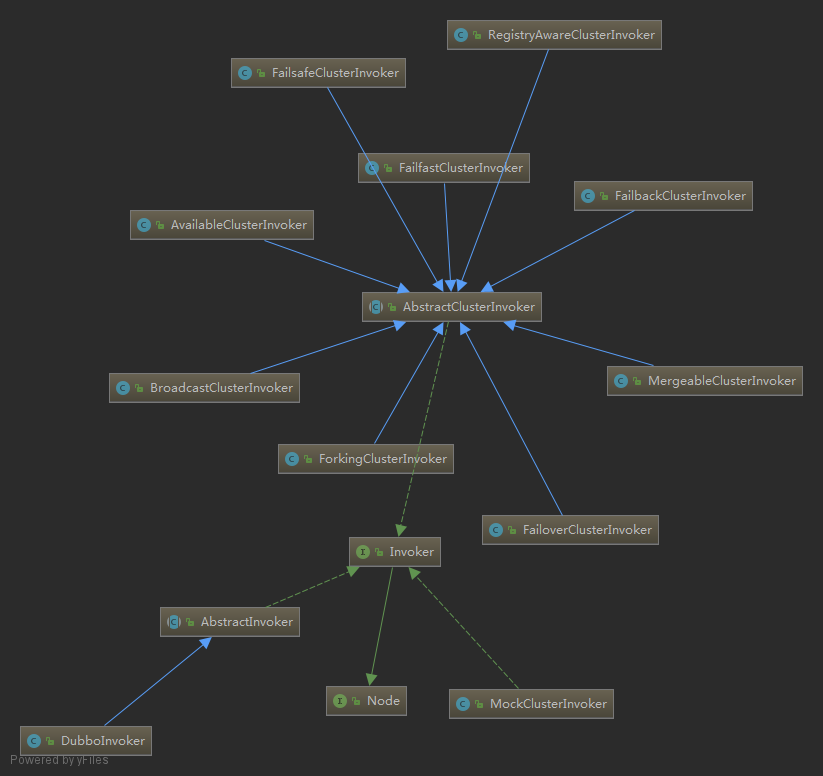 RegistryAwareClusterInvoker
FailsafeClusterInvoker
FailfastClusterInvoker
FailbackClusterInvoker
AvailableClusterInvoker
AbstractClusterInvoker
MergeableClusterInvoker
BroadcastClusterInvoker
ForkingClusterInvoker
FailoverClusterInvoker
Invoker
AbstractInvoker
Node
MockClusterInvoker
DubboInvoker
Powered by yFiles